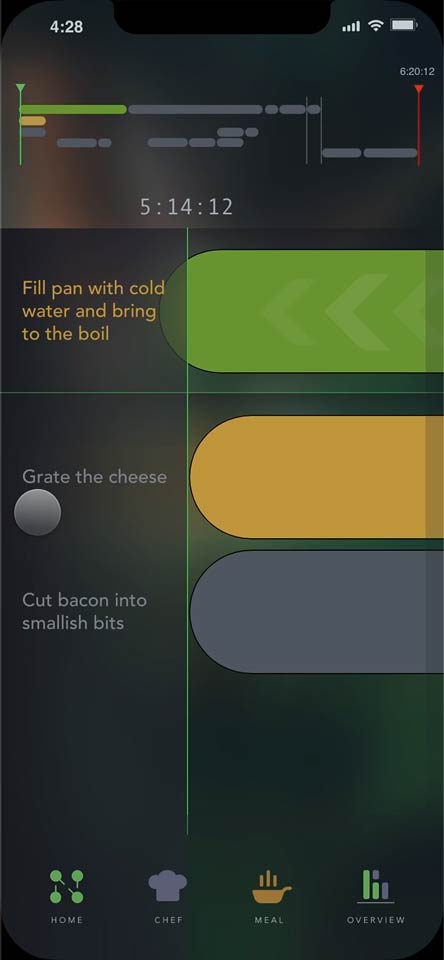 4:28
6:20:12
5:14:12
Fill pan with cold
water and bring
to the boil
Grate the cheese
Cut bacon into
smallish bits
HOME
CHEF
MEAL
OVERVIEW